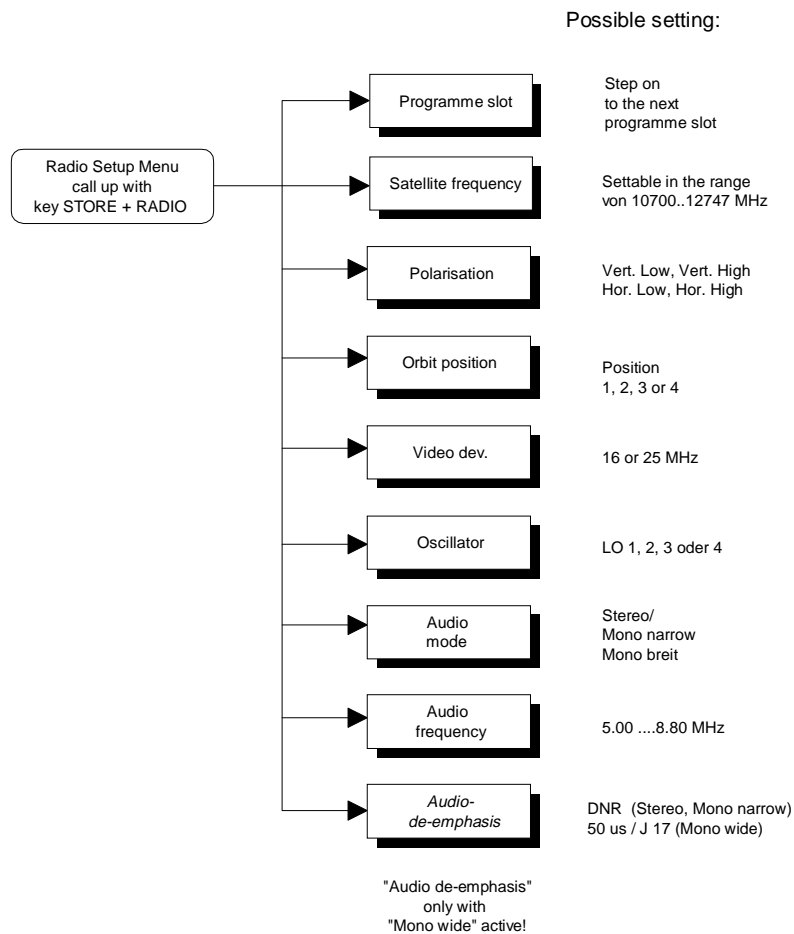 Possible setting:
Programme slot
Step on
to the next
programme slot
Radio Setup Menu
call up with
key STORE + RADIO
Satellite frequency
Settable in the range
von 10700..12747 MHz
Polarisation
Vert. Low, Vert. High
Hor. Low, Hor. High
Orbit position
Position
1, 2, 3 or 4
Video dev.
16 or 25 MHz
Oscillator
LO 1, 2, 3 oder 4
Audio
mode
Stereo/
Mono narrow
Mono breit
Audio
frequency
5.00 ....8.80 MHz
Audio-
de-emphasis
DNR (Stereo, Mono narrow)
50 us / J 17 (Mono wide)
"Audio de-emphasis"
only with
"Mono wide" active!